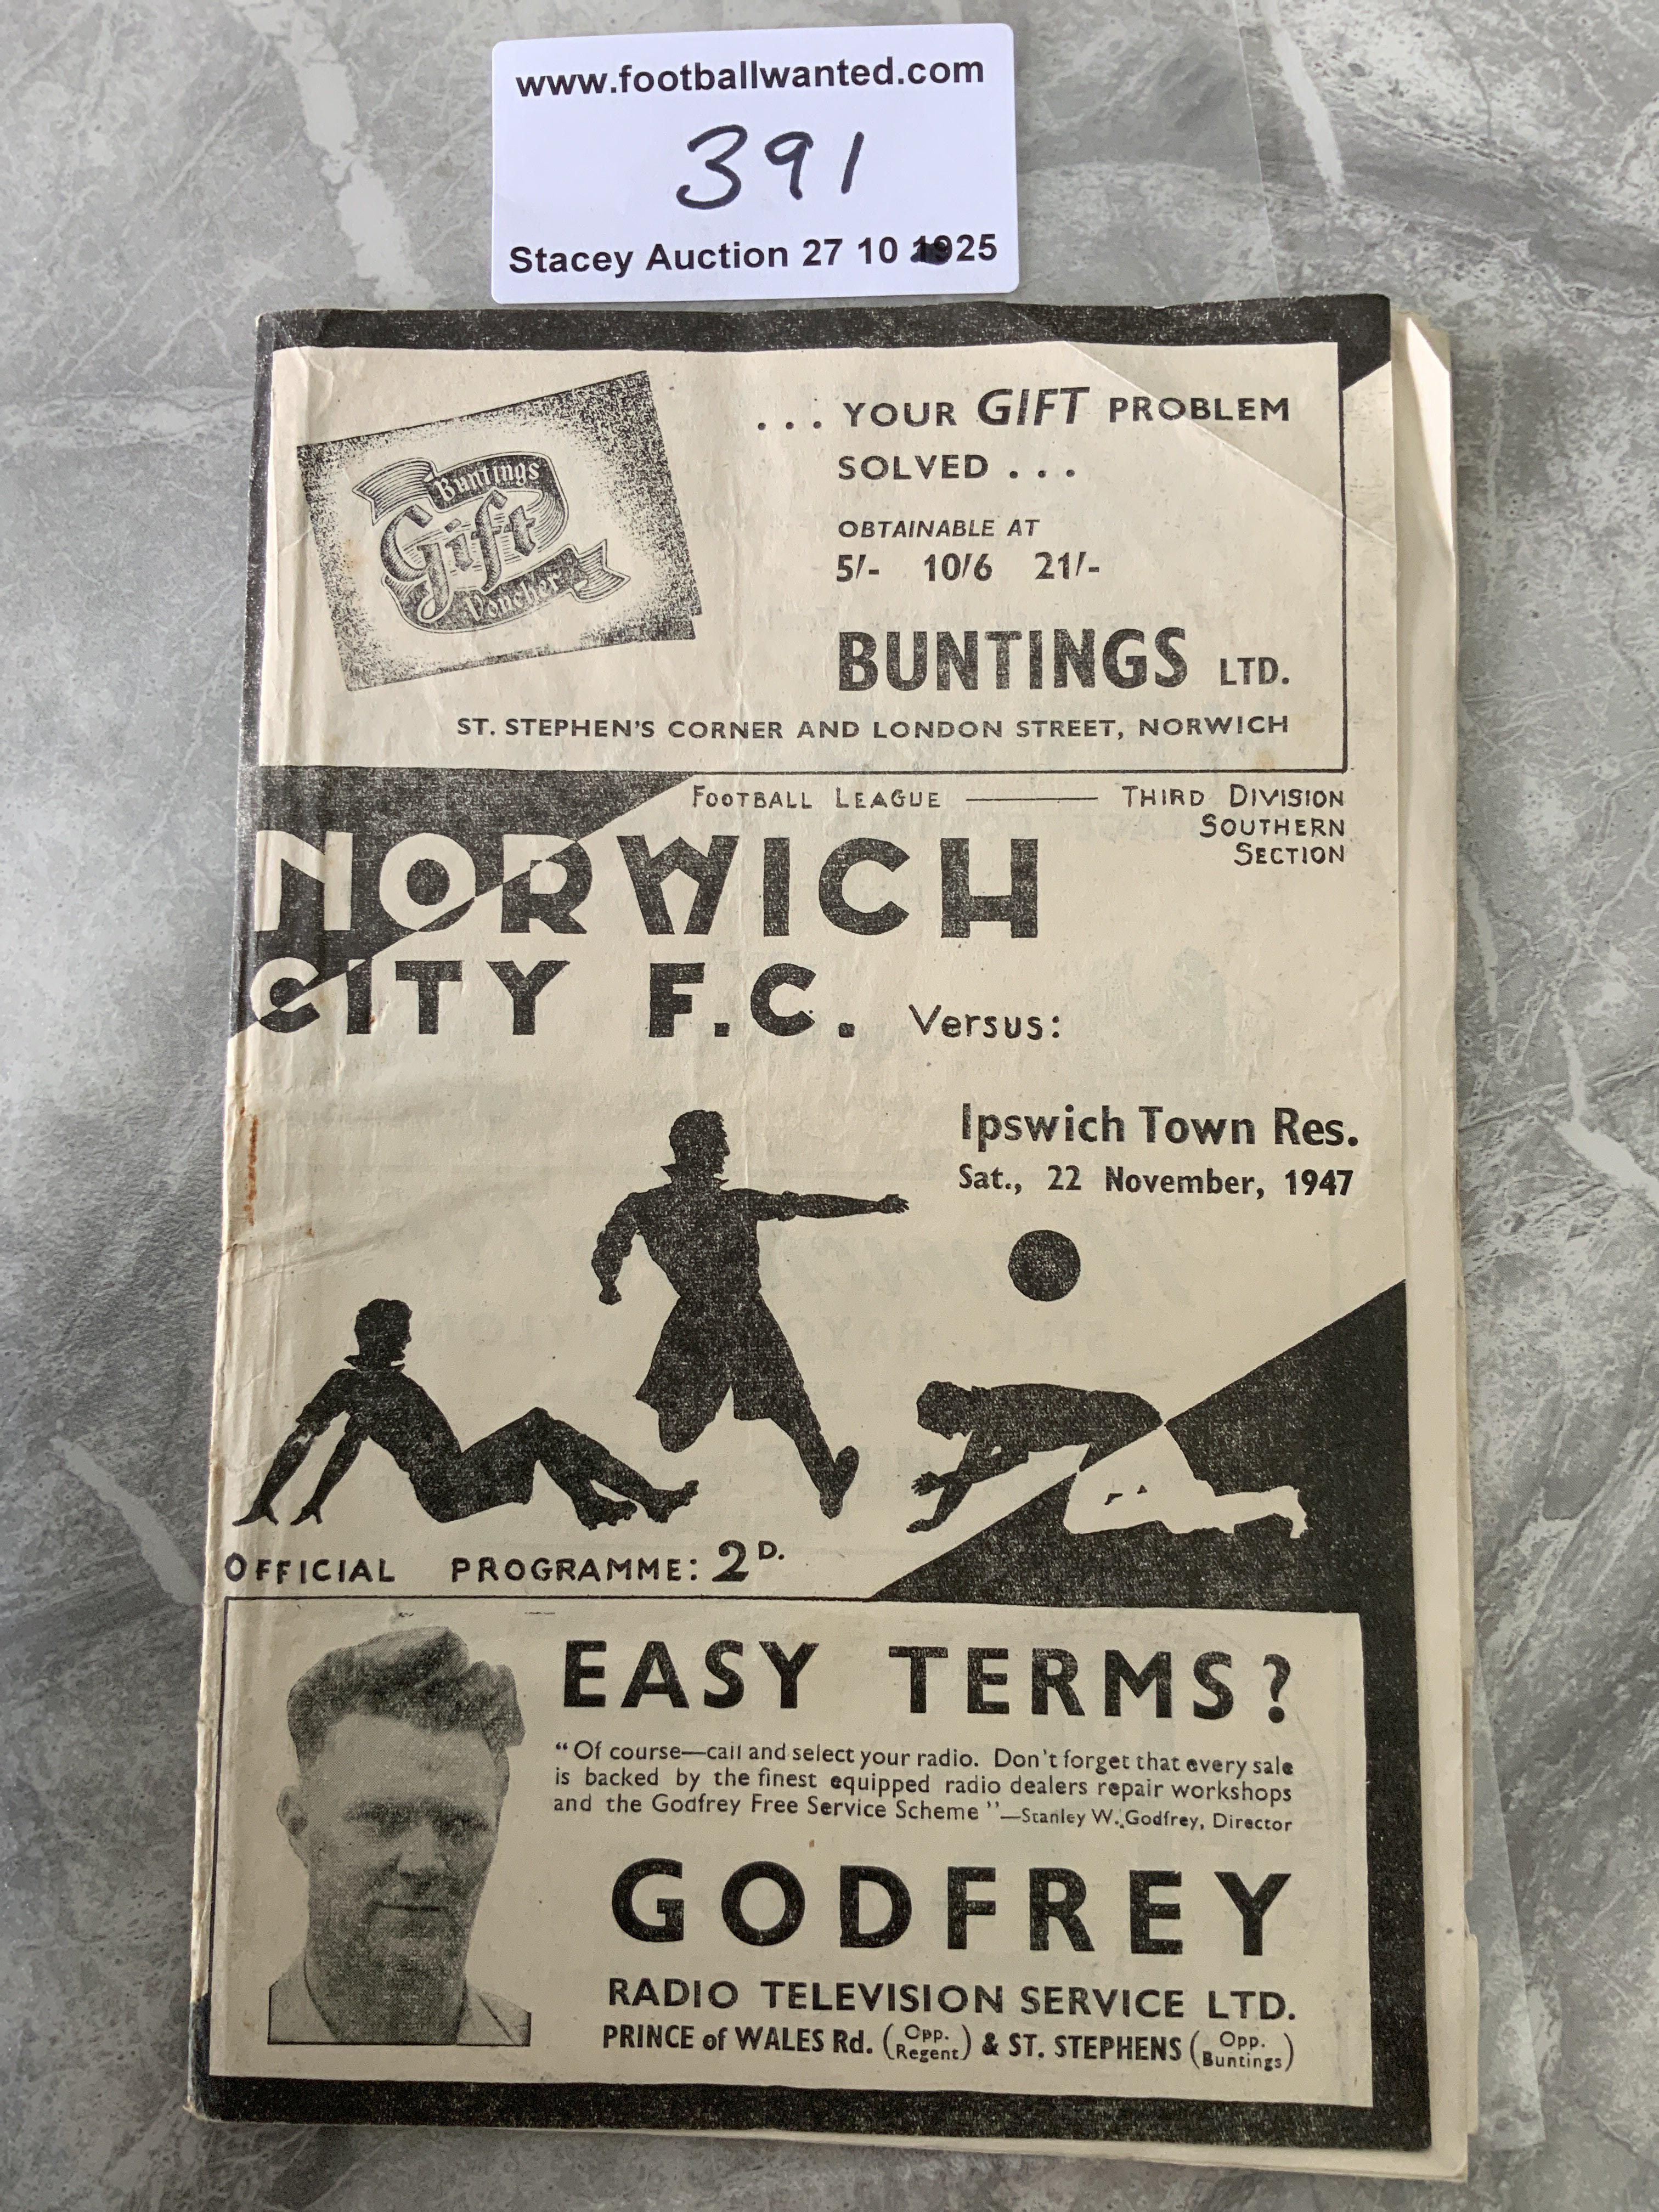 www.footballwanted.com
391
Stacey Auction 27 10 1925
Buntings
Gift
Voucher
... YOUR GIFT PROBLEM
SOLVED ...
OBTAINABLE AT
5/- 10/6 21/-
BUNTINGS LTD.
ST. STEPHEN'S CORNER AND LONDON STREET, NORWICH
FOOTBALL LEAGUE — THIRD DIVISION
SOUTHERN
SECTION
NORWICH
CITY F.C. Versus:
Ipswich Town Res.
Sat., 22 November, 1947
OFFICIAL PROGRAMME: 2D.
EASY TERMS?
"Of course—call and select your radio. Don't forget that every sale
is backed by the finest equipped radio dealers repair workshops
and the Godfrey Free Service Scheme"—Stanley W. Godfrey, Director
GODFREY
RADIO TELEVISION SERVICE LTD.
PRINCE of WALES Rd. (Opp. Regent) & ST. STEPHENS (Opp. Buntings)